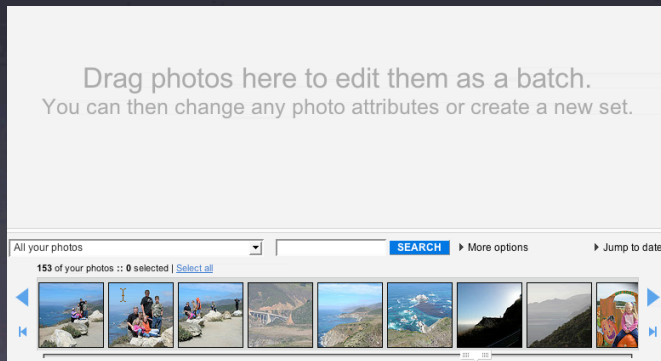 Drag photos here to edit them as a batch.
You can then change any photo attributes or create a new set.
All your photos SEARCH More options Jump to date
153 of your photos :: 0 selected | Select all